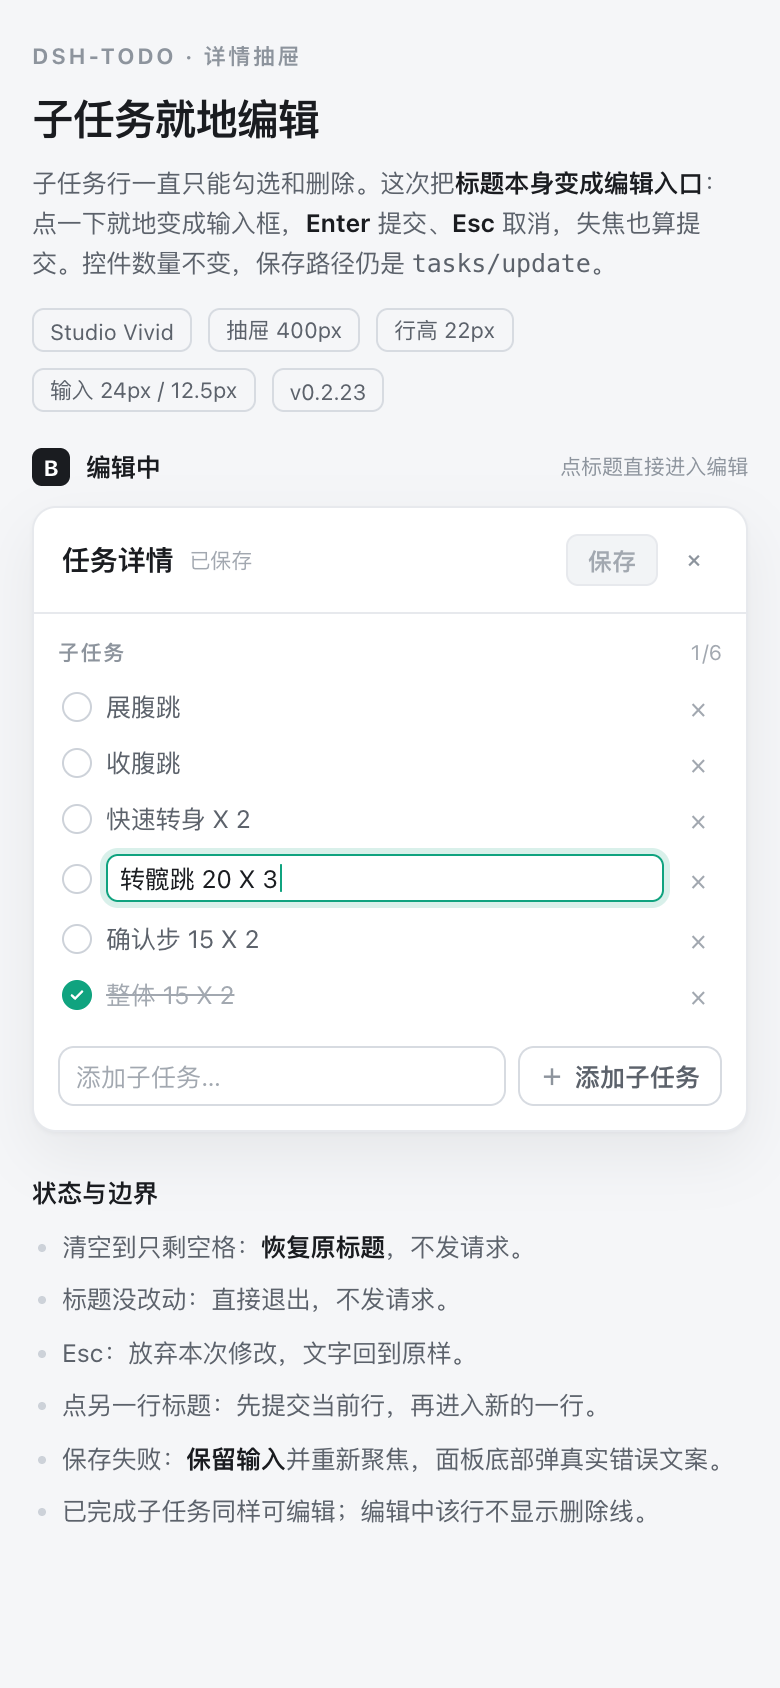 DSH-TODO · 详情抽屉
子任务就地编辑
子任务行一直只能勾选和删除。这次把标题本身变成编辑入口：
点一下就地变成输入框，Enter 提交、Esc 取消，失焦也算提
交。控件数量不变，保存路径仍是 tasks/update。
Studio Vivid 抽屉 400px 行高 22px
输入 24px / 12.5px v0.2.23
B 编辑中 点标题直接进入编辑
任务详情 已保存 保存 ×
子任务 1/6
展腹跳 ×
收腹跳 ×
快速转身 X 2 ×
转髋跳 20 X 3 ×
确认步 15 X 2 ×
整体 15 X 2 ×
添加子任务... + 添加子任务
状态与边界
清空到只剩空格：恢复原标题，不发请求。
标题没改动：直接退出，不发请求。
Esc：放弃本次修改，文字回到原样。
点另一行标题：先提交当前行，再进入新的一行。
保存失败：保留输入并重新聚焦，面板底部弹真实错误文案。
已完成子任务同样可编辑；编辑中该行不显示删除线。